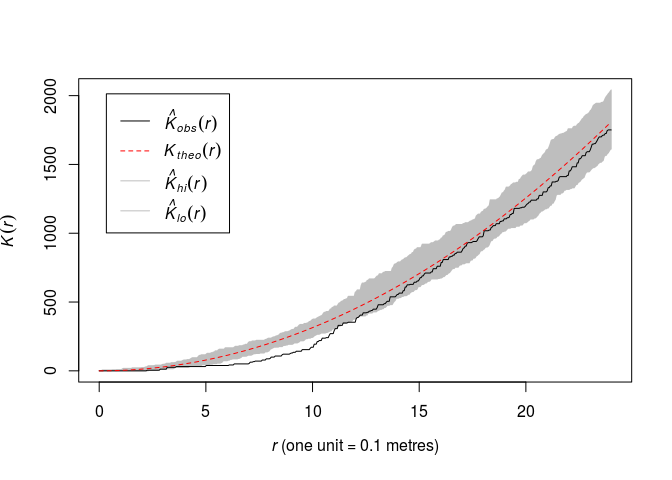 2000
1500
1000
500
0
K(r)
K̂obs(r)
Ktheo(r)
K̂hi(r)
K̂lo(r)
0 5 10 15 20
r (one unit = 0.1 metres)